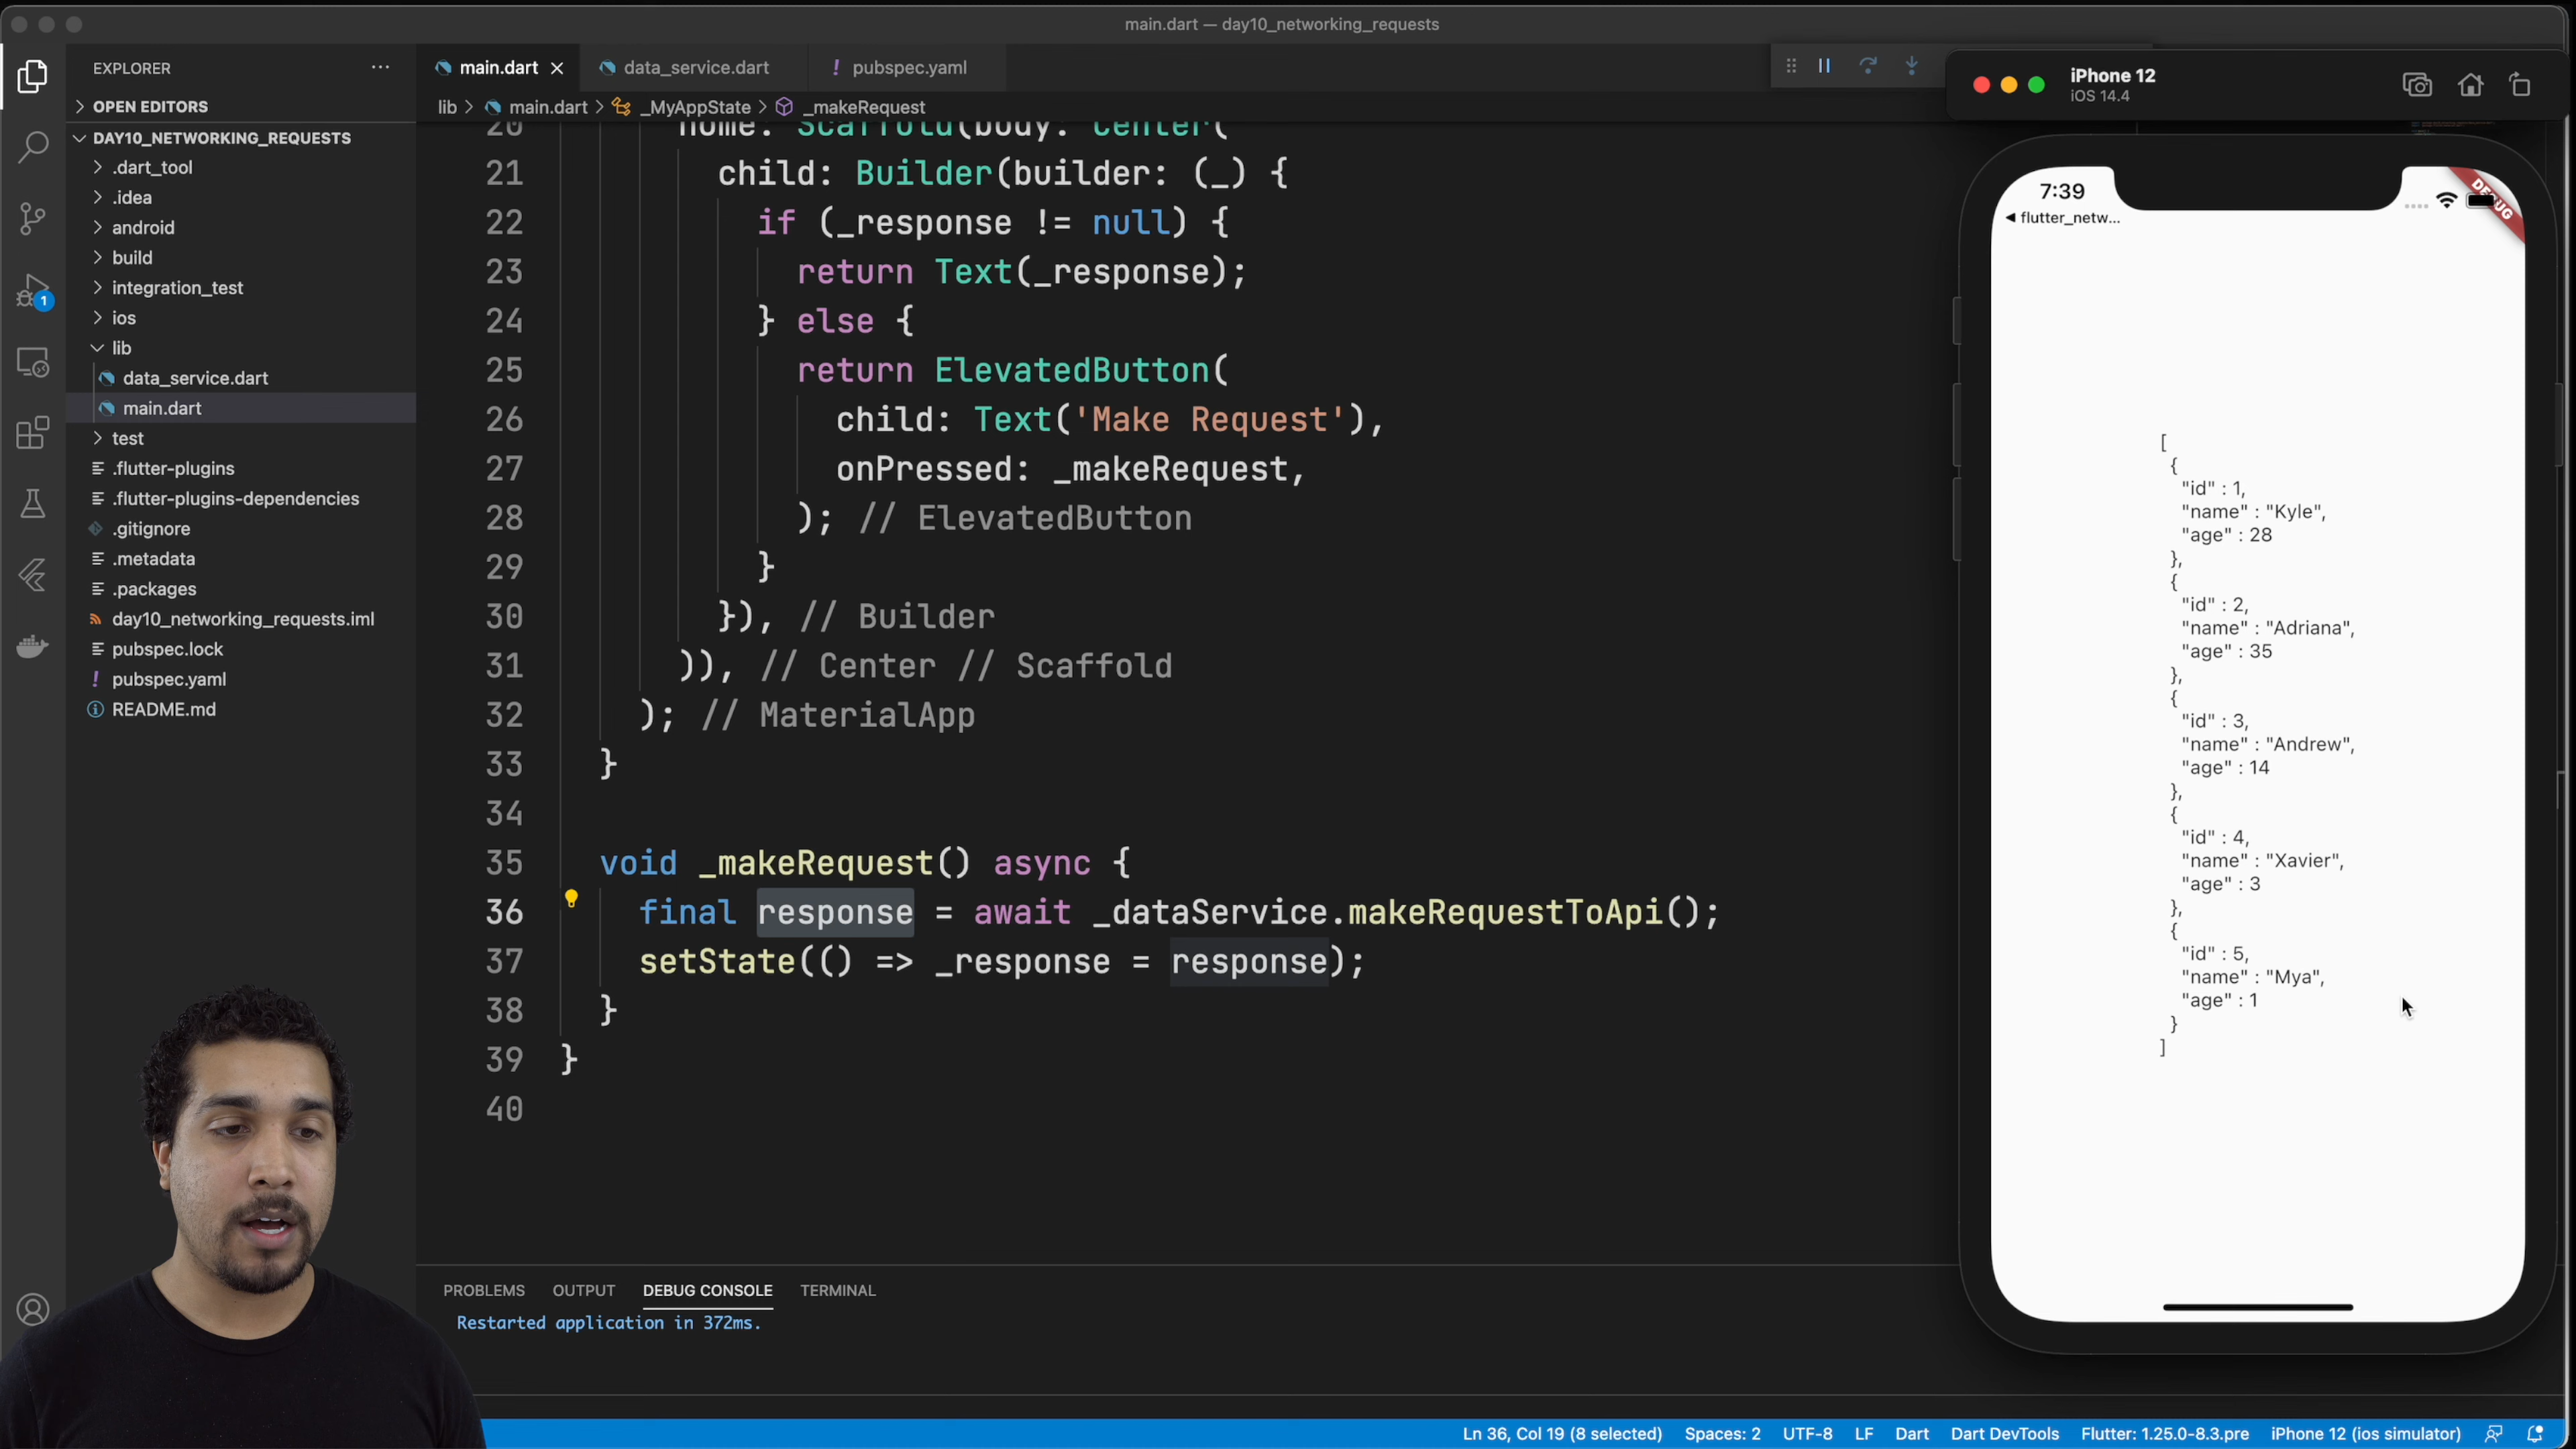 main.dart — day10_networking_requests
EXPLORER
OPEN EDITORS
DAY10_NETWORKING_REQUESTS
.dart_tool
.idea
android
build
integration_test
ios
lib
data_service.dart
main.dart
test
.flutter-plugins
.flutter-plugins-dependencies
.gitignore
.metadata
.packages
day10_networking_requests.iml
pubspec.lock
pubspec.yaml
README.md
1
main.dart
data_service.dart
pubspec.yaml
lib > main.dart > _MyAppState > _makeRequest
20 home: Scaffold(body: Center(
21 child: Builder(builder: (_) {
22 if (_response != null) {
23 return Text(_response);
24 } else {
25 return ElevatedButton(
26 child: Text('Make Request'),
27 onPressed: _makeRequest,
28 ); // ElevatedButton
29 }
30 }), // Builder
31 )), // Center // Scaffold
32 ); // MaterialApp
33 }
34
35 void _makeRequest() async {
36 final response = await _dataService.makeRequestToApi();
37 setState(() => _response = response);
38 }
39 }
40
PROBLEMS OUTPUT DEBUG CONSOLE TERMINAL
Restarted application in 372ms.
iPhone 12
iOS 14.4
7:39
flutter_netw...
DEBUG
[
{
"id" : 1,
"name" : "Kyle",
"age" : 28
},
{
"id" : 2,
"name" : "Adriana",
"age" : 35
},
{
"id" : 3,
"name" : "Andrew",
"age" : 14
},
{
"id" : 4,
"name" : "Xavier",
"age" : 3
},
{
"id" : 5,
"name" : "Mya",
"age" : 1
}
]
Ln 36, Col 19 (8 selected) Spaces: 2 UTF-8 LF Dart Dart DevTools Flutter: 1.25.0-8.3.pre iPhone 12 (ios simulator)